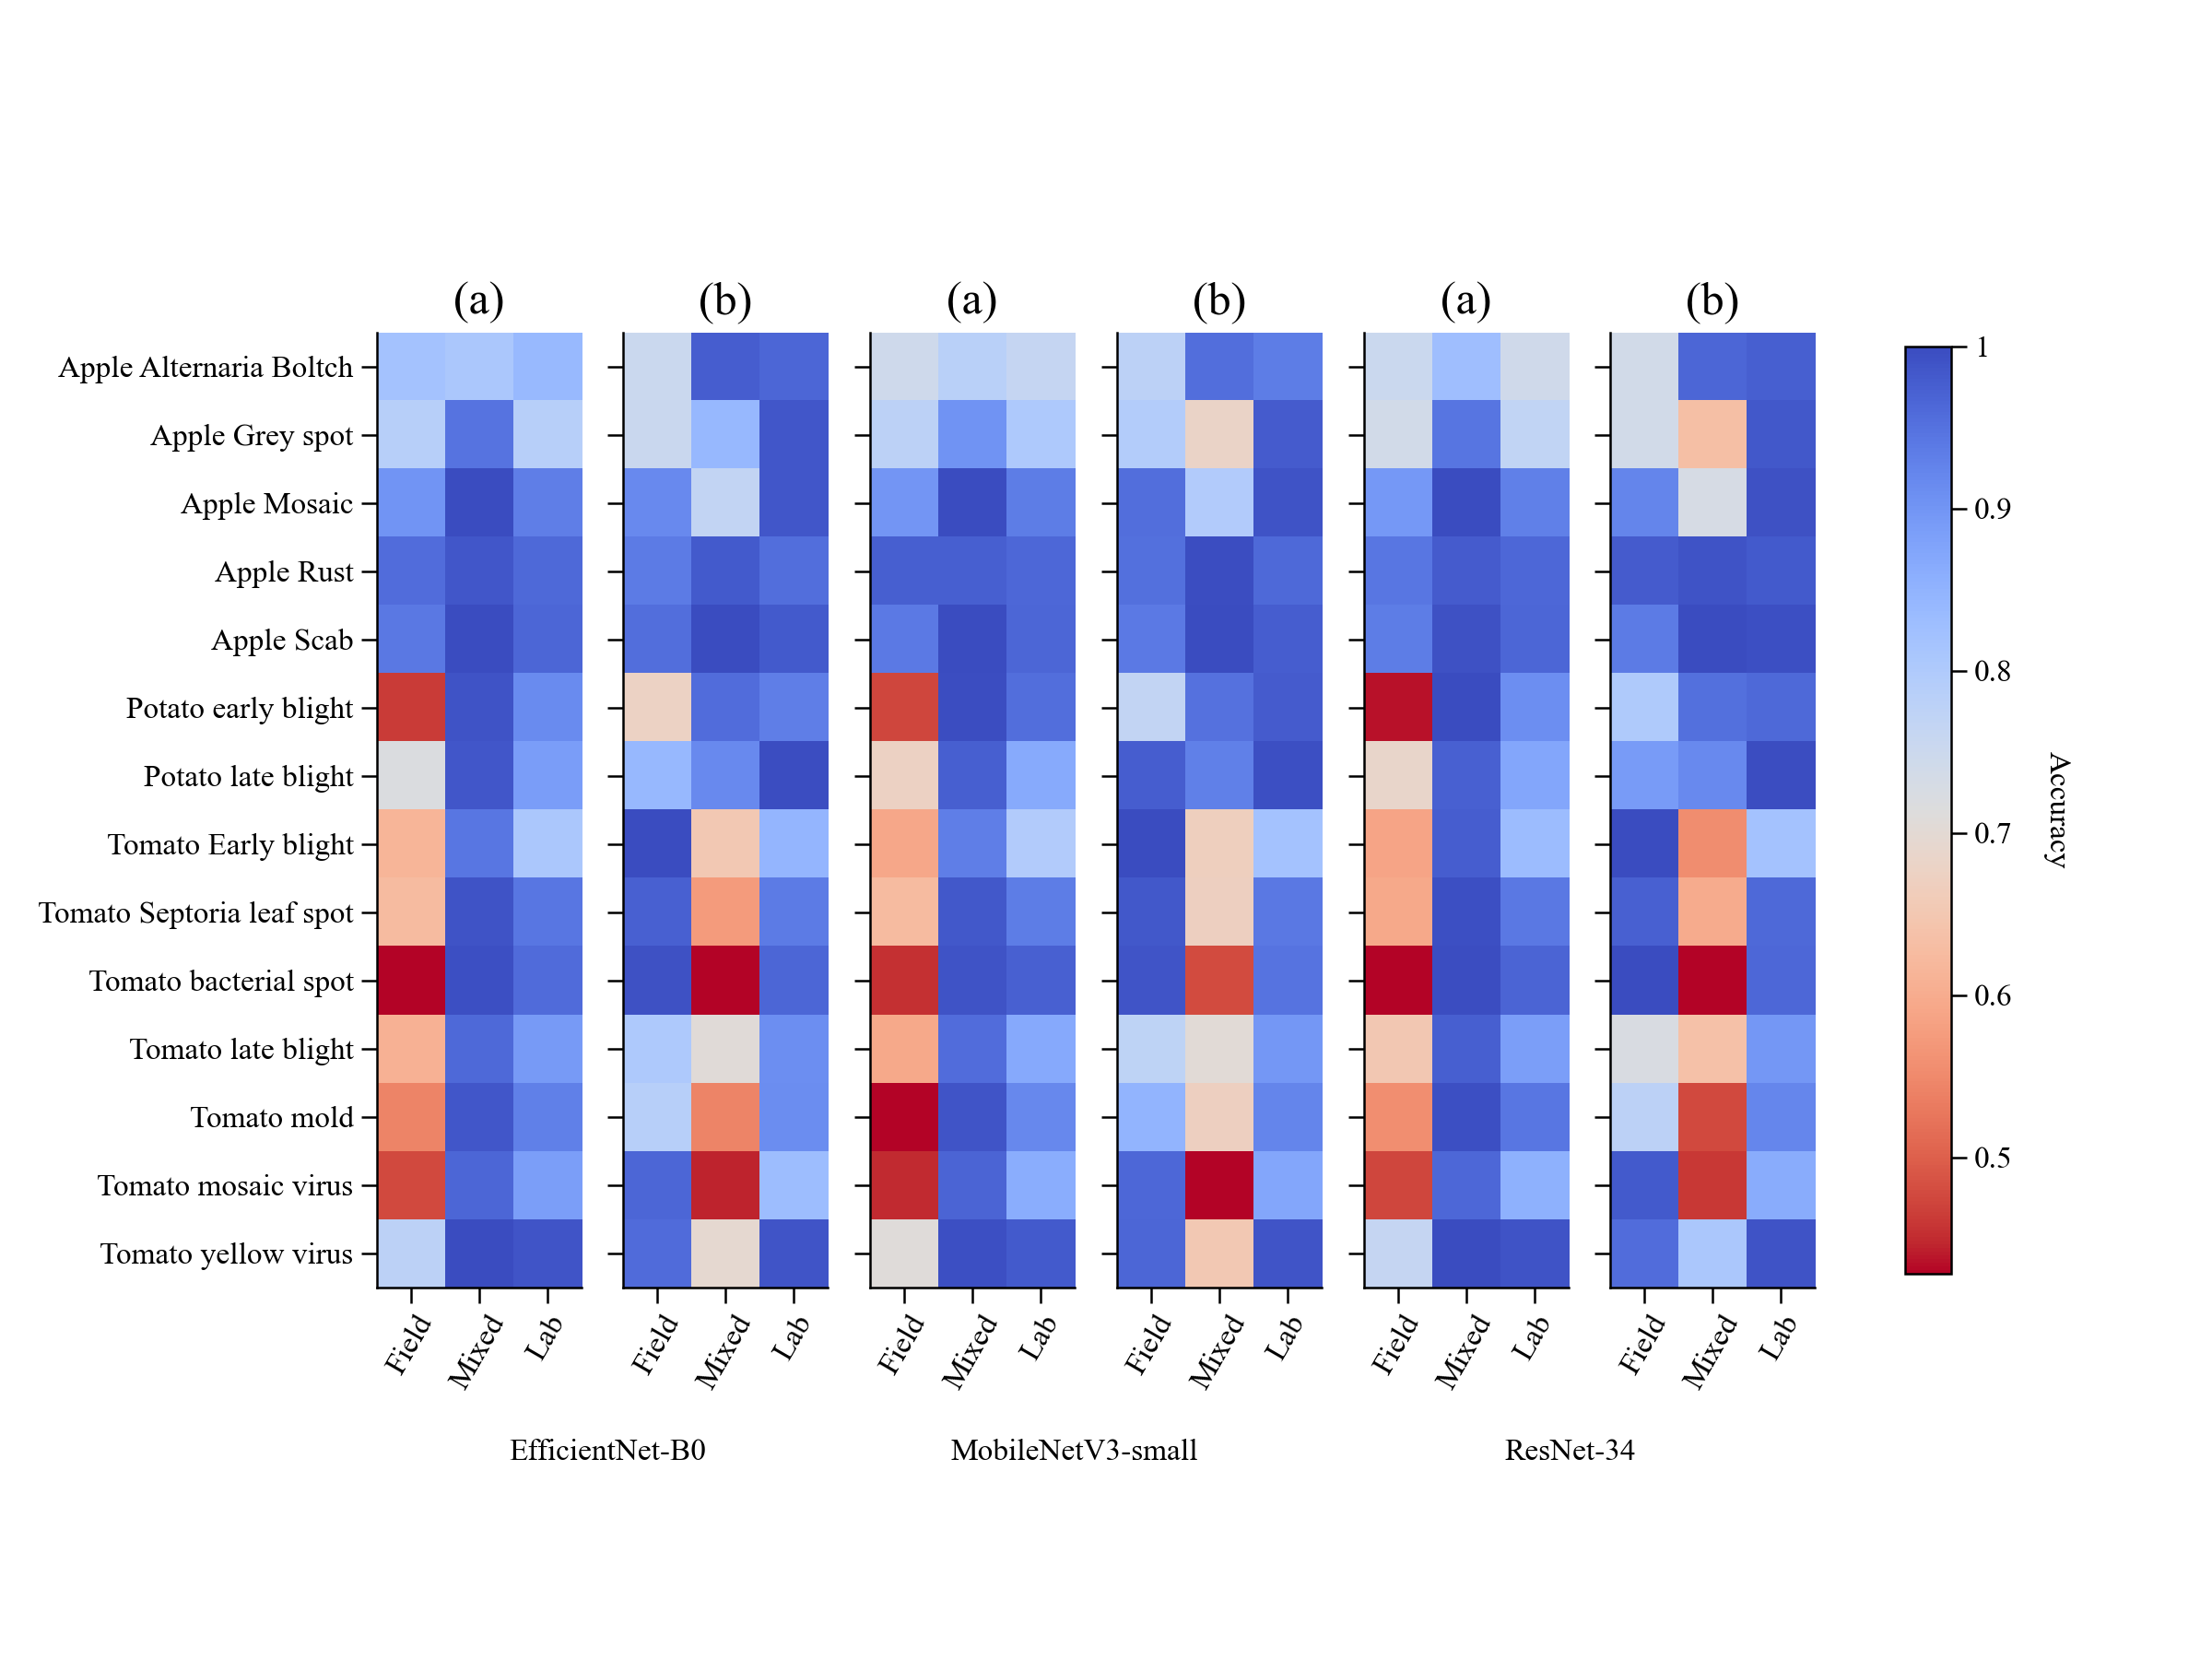 (a) (b) (a) (b) (a) (b)
Apple Alternaria Boltch
Apple Grey spot
Apple Mosaic
Apple Rust
Apple Scab
Potato early blight
Potato late blight
Tomato Early blight
Tomato Septoria leaf spot
Tomato bacterial spot
Tomato late blight
Tomato mold
Tomato mosaic virus
Tomato yellow virus
Field Mixed Lab Field Mixed Lab Field Mixed Lab Field Mixed Lab Field Mixed Lab Field Mixed Lab
EfficientNet-B0 MobileNetV3-small ResNet-34
1
0.9
0.8
0.7
0.6
0.5
Accuracy